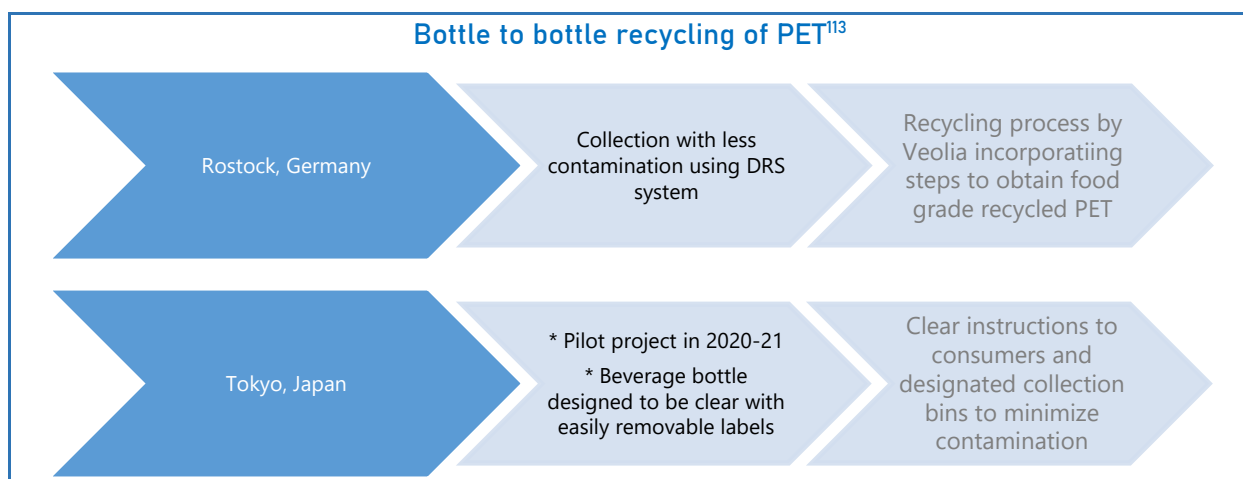 Bottle to bottle recycling of PET113
Rostock, Germany
Collection with less
contamination using DRS
system
Recycling process by
Veolia incorporatiing
steps to obtain food
grade recycled PET
Tokyo, Japan
* Pilot project in 2020-21
* Beverage bottle
designed to be clear with
easily removable labels
Clear instructions to
consumers and
designated collection
bins to minimize
contamination